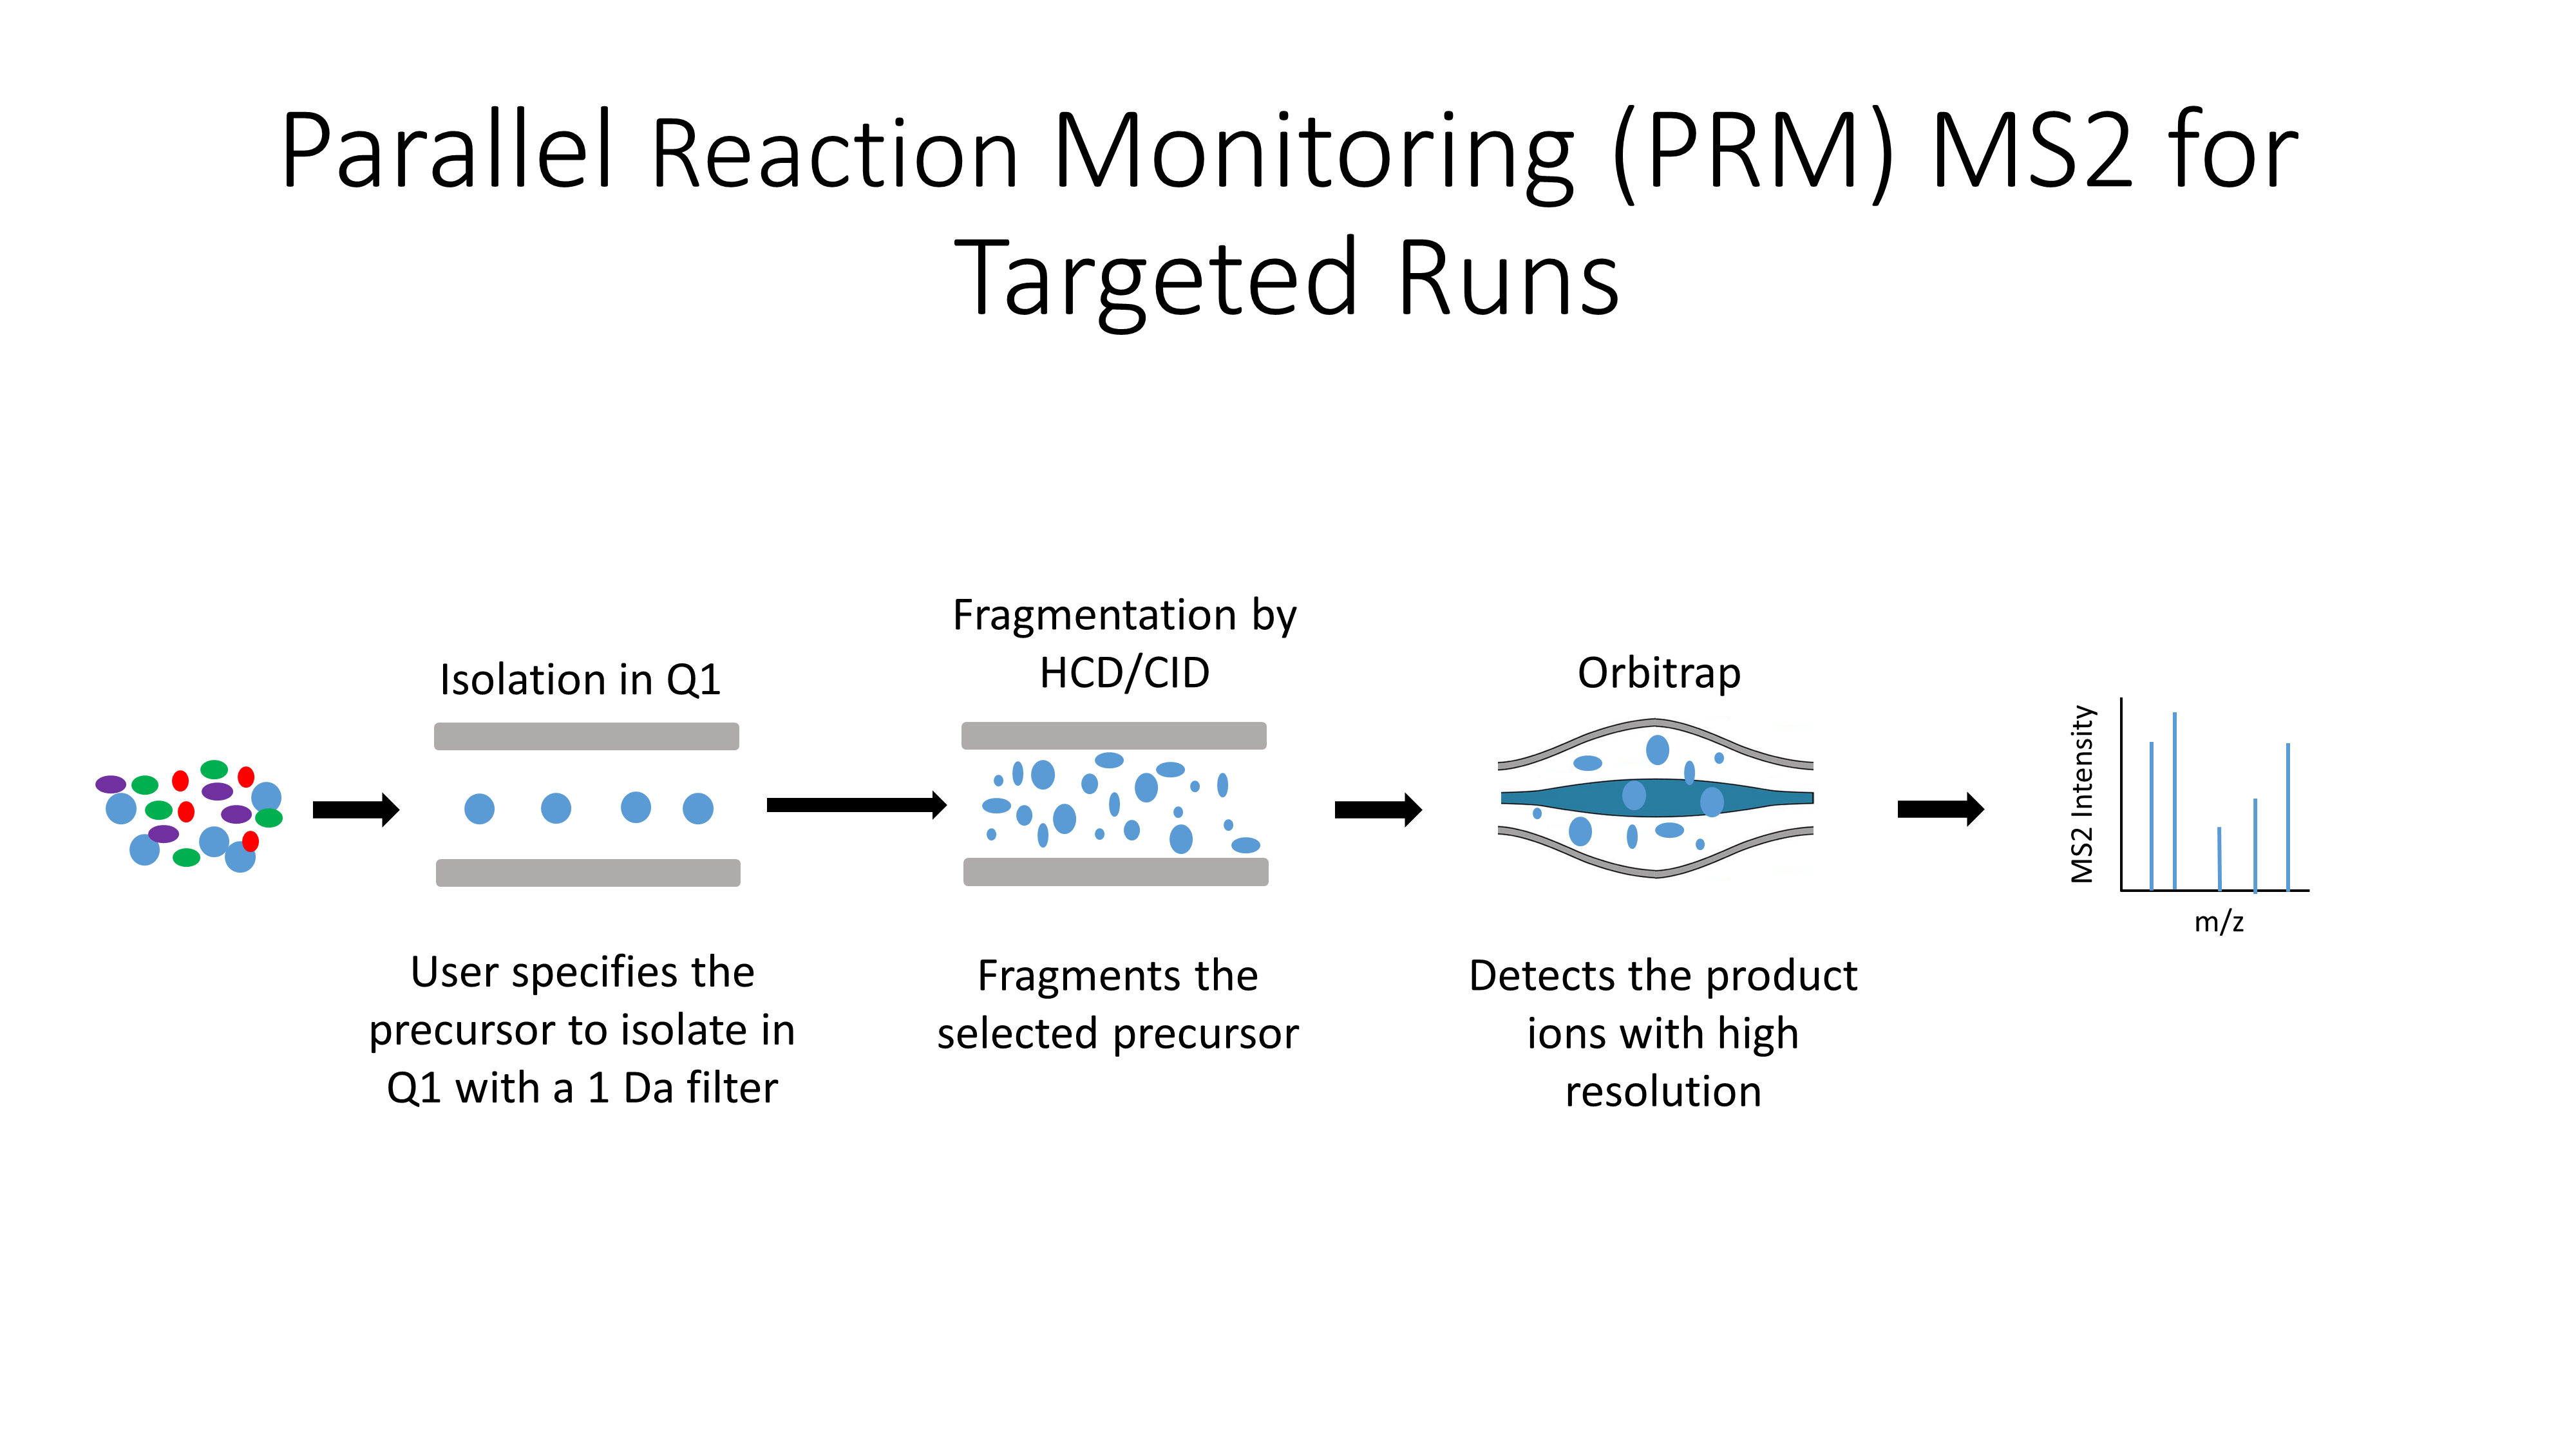 Parallel Reaction Monitoring (PRM) MS2 for
Targeted Runs
Isolation in Q1
User specifies the
precursor to isolate in
Q1 with a 1 Da filter
Fragmentation by
HCD/CID
Fragments the
selected precursor
Orbitrap
Detects the product
ions with high
resolution
MS2 Intensity
m/z